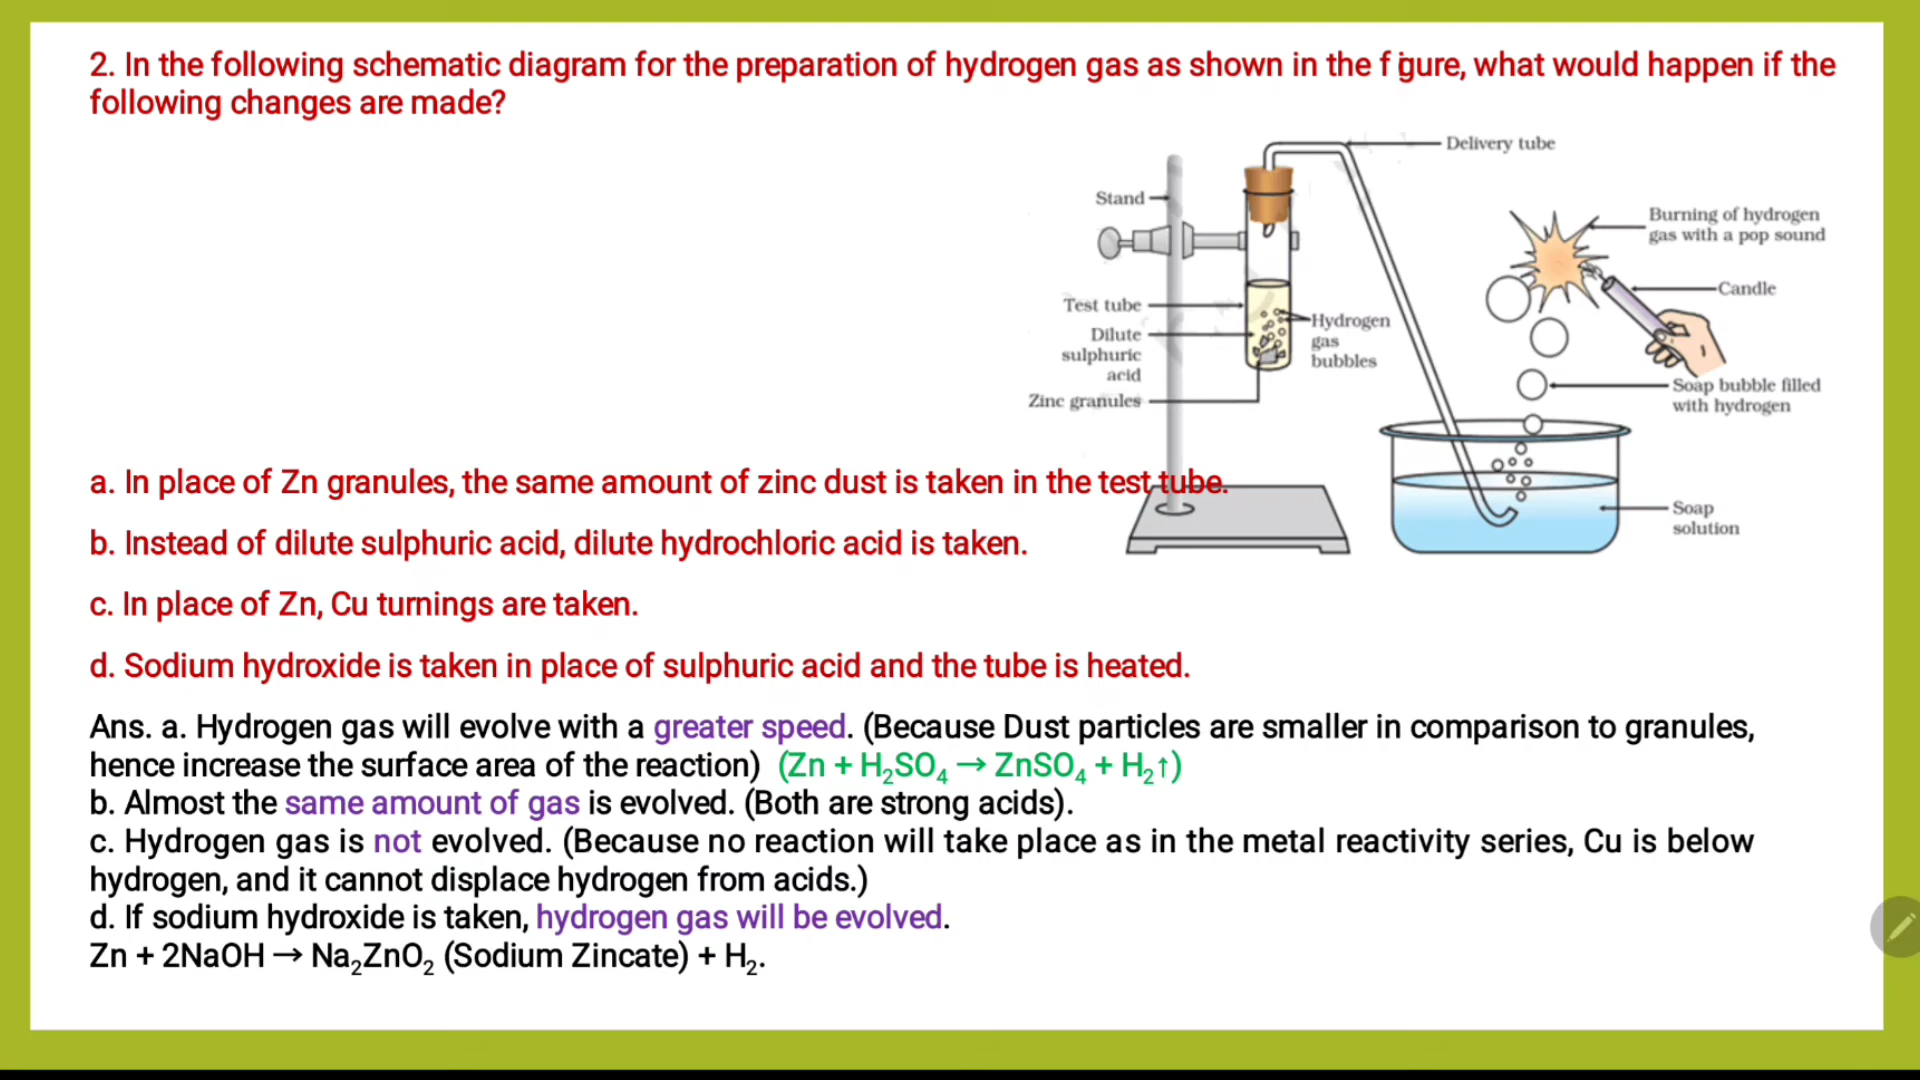 2. In the following schematic diagram for the preparation of hydrogen gas as shown in the figure, what would happen if the
following changes are made?
Delivery tube
Stand
Burning of hydrogen
gas with a pop sound
Candle
Test tube
Dilute
sulphuric
acid
Zinc granules
Hydrogen
gas
bubbles
Soap bubble filled
with hydrogen
Soap
solution
a. In place of Zn granules, the same amount of zinc dust is taken in the test tube.
b. Instead of dilute sulphuric acid, dilute hydrochloric acid is taken.
c. In place of Zn, Cu turnings are taken.
d. Sodium hydroxide is taken in place of sulphuric acid and the tube is heated.
Ans. a. Hydrogen gas will evolve with a greater speed. (Because Dust particles are smaller in comparison to granules,
hence increase the surface area of the reaction) (Zn + H₂SO₄ → ZnSO₄ + H₂↑)
b. Almost the same amount of gas is evolved. (Both are strong acids).
c. Hydrogen gas is not evolved. (Because no reaction will take place as in the metal reactivity series, Cu is below
hydrogen, and it cannot displace hydrogen from acids.)
d. If sodium hydroxide is taken, hydrogen gas will be evolved.
Zn + 2NaOH → Na₂ZnO₂ (Sodium Zincate) + H₂.